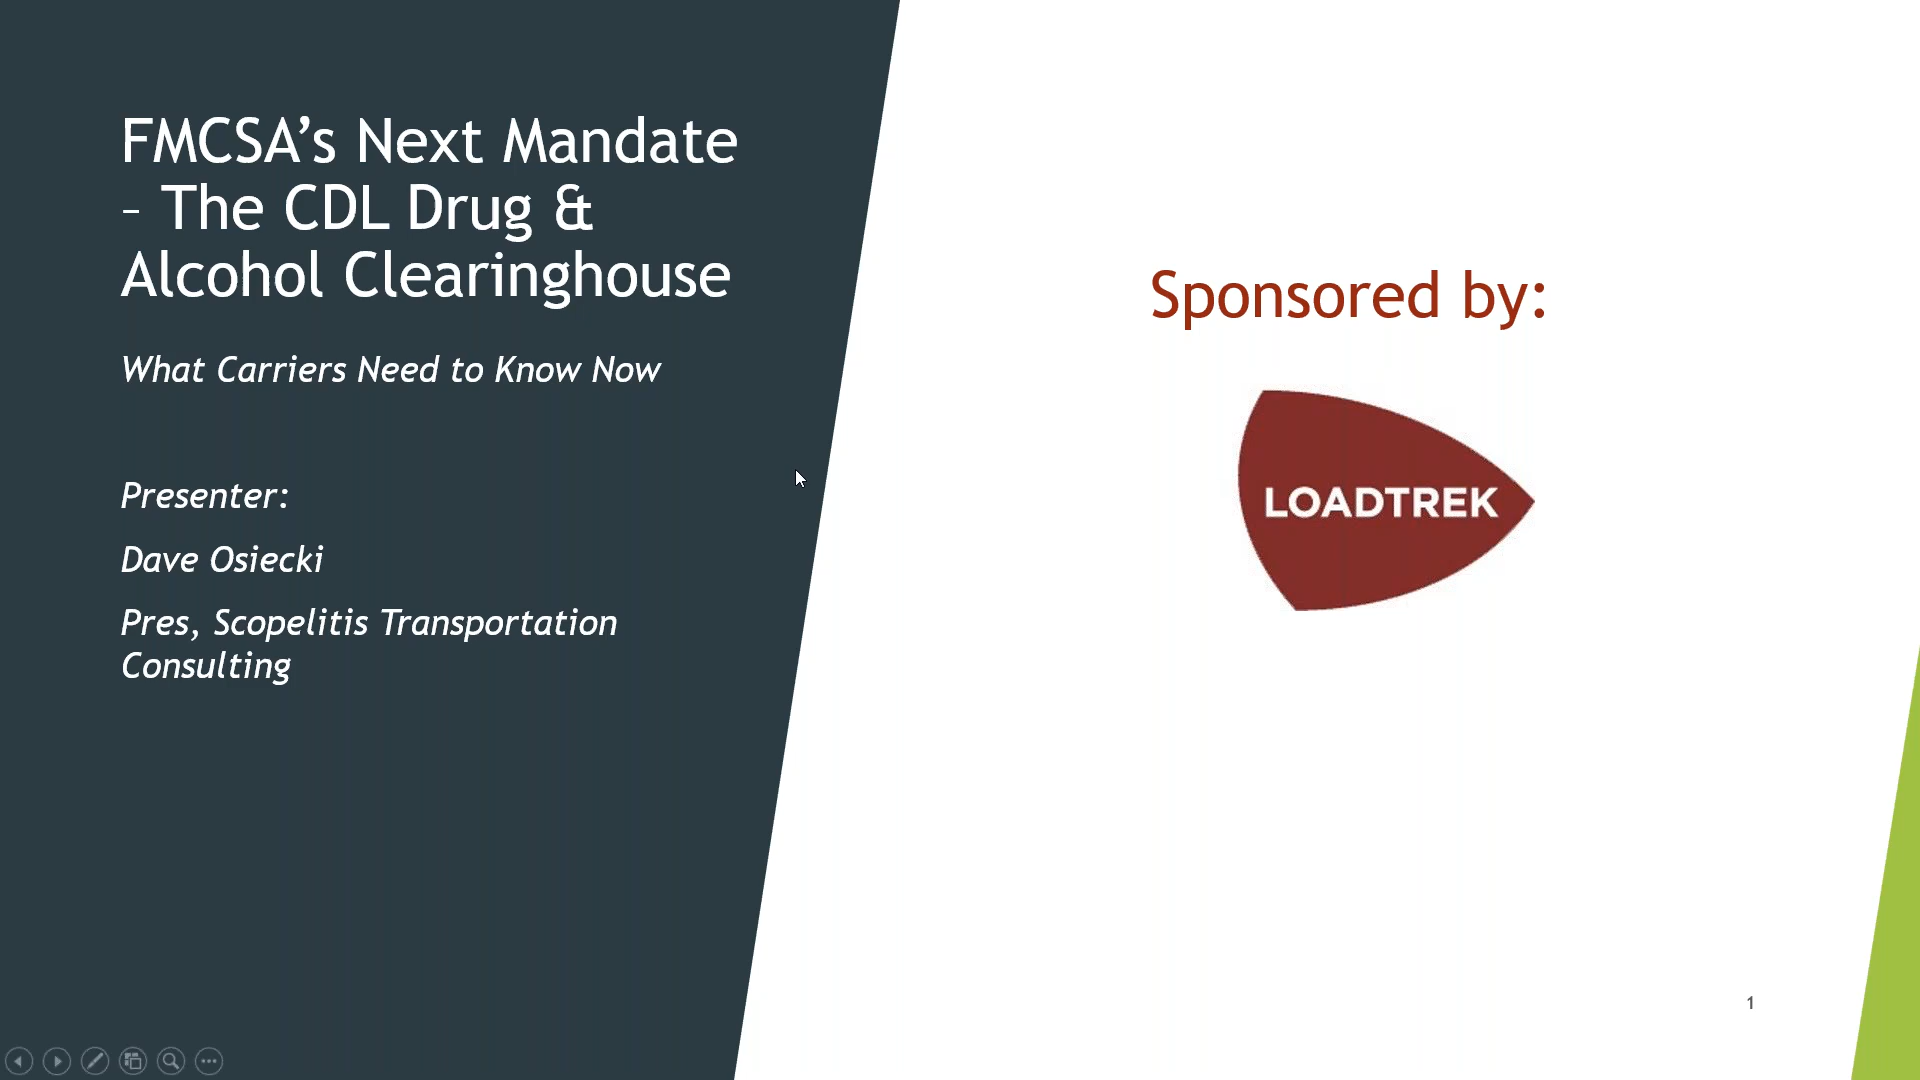 FMCSA’s Next Mandate
– The CDL Drug &
Alcohol Clearinghouse
What Carriers Need to Know Now
Presenter:
Dave Osiecki
Pres, Scopelitis Transportation
Consulting
Sponsored by:
LOADTREK
1